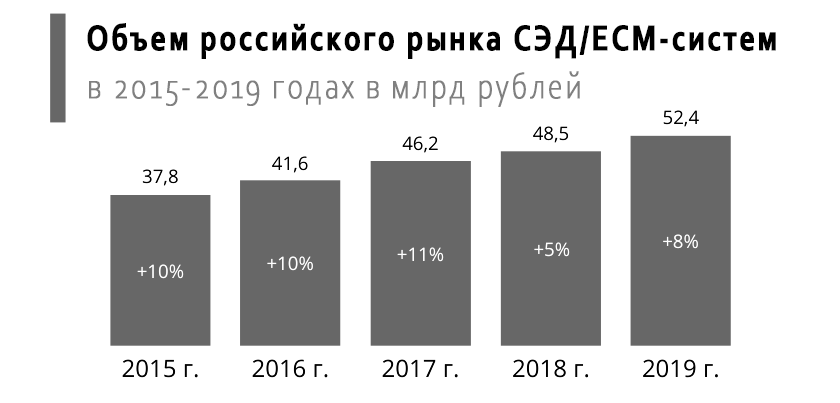 Объем российского рынка СЭД/ECM-систем
в 2015-2019 годах в млрд рублей
37,8 41,6 46,2 48,5 52,4
+10% +10% +11% +5% +8%
2015 г. 2016 г. 2017 г. 2018 г. 2019 г.